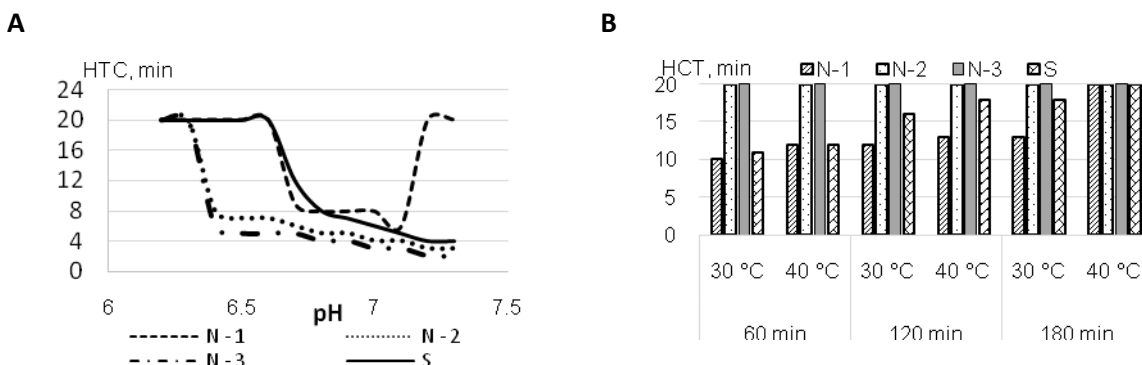 A
HTC, min
24
20
16
12
8
4
0
6 6.5 7 7.5
pH
N-1 N-2
N-3 S
B
HCT, min
N-1 N-2 N-3 S
20
15
10
5
0
30 °C 40 °C 30 °C 40 °C 30 °C 40 °C
60 min 120 min 180 min